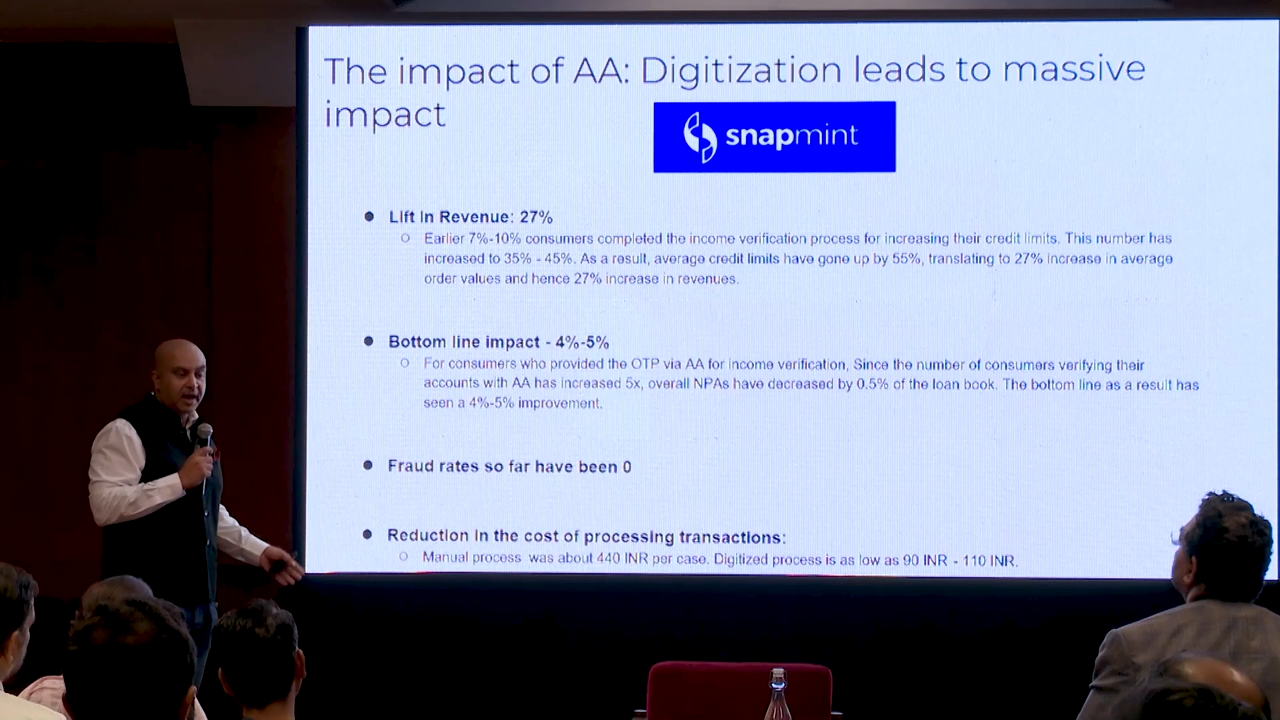 The impact of AA: Digitization leads to massive
impact
snapmint
● Lift in Revenue: 27%
○ Earlier 7%-10% consumers completed the income verification process for increasing their credit limits. This number has
increased to 35% - 45%. As a result, average credit limits have gone up by 55%, translating to 27% increase in average
order values and hence 27% increase in revenues.
● Bottom line impact - 4%-5%
○ For consumers who provided the OTP via AA for income verification, Since the number of consumers verifying their
accounts with AA has increased 5x, overall NPAs have decreased by 0.5% of the loan book. The bottom line as a result has
seen a 4%-5% improvement.
● Fraud rates so far have been 0
● Reduction in the cost of processing transactions:
○ Manual process was about 440 INR per case. Digitized process is as low as 90 INR - 110 INR.